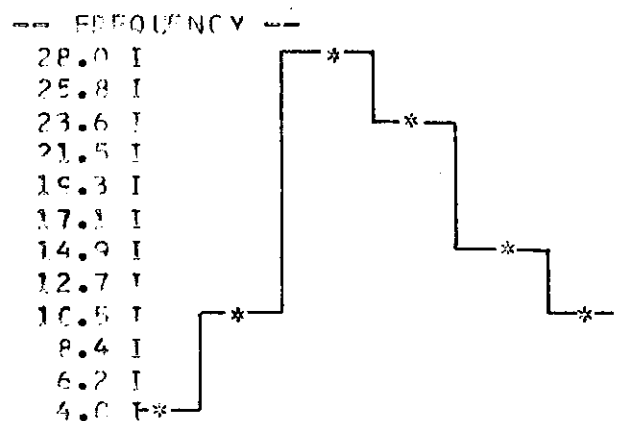 -- FREQUENCY --
28.0 I
25.8 I
23.6 I
21.5 I
19.3 I
17.1 I
14.9 I
12.7 I
10.5 I
8.4 I
6.2 I
4.0 I